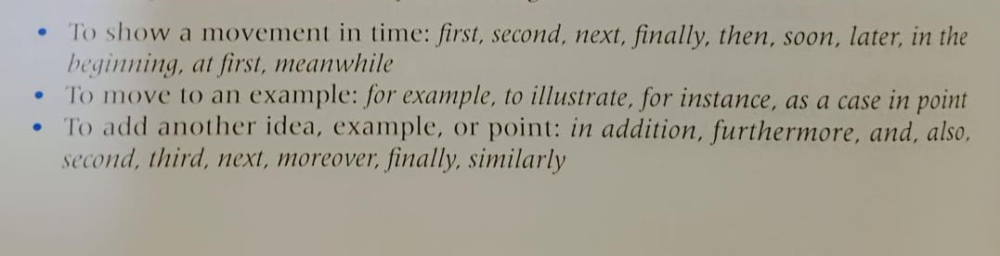 • To show a movement in time: first, second, next, finally, then, soon, later, in the
beginning, at first, meanwhile
• To move to an example: for example, to illustrate, for instance, as a case in point
• To add another idea, example, or point: in addition, furthermore, and, also,
second, third, next, moreover, finally, similarly